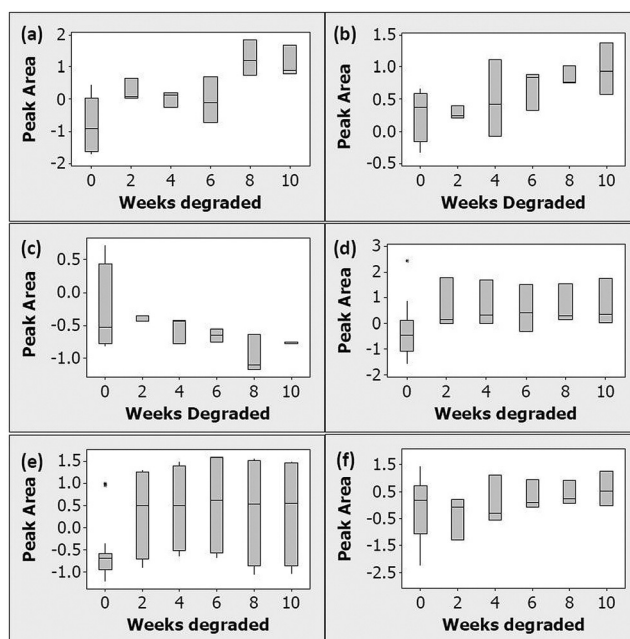 (a)
Peak Area
2
1
0
-1
-2
0 2 4 6 8 10
Weeks degraded
(b)
Peak Area
1.5
1.0
0.5
0.0
0.5
0 2 4 6 8 10
Weeks Degraded
(c)
Peak Area
0.5
0.0
-0.5
-1.0
0 2 4 6 8 10
Weeks Degraded
(d)
Peak Area
3
2
1
0
-1
-2
0 2 4 6 8 10
Weeks degraded
(e)
Peak Area
1.5
1.0
0.5
0.0
-0.5
-1.0
0 2 4 6 8 10
Weeks degraded
(f)
Peak Area
1.5
0.5
-0.5
-1.5
-2.5
0 2 4 6 8 10
Weeks degraded